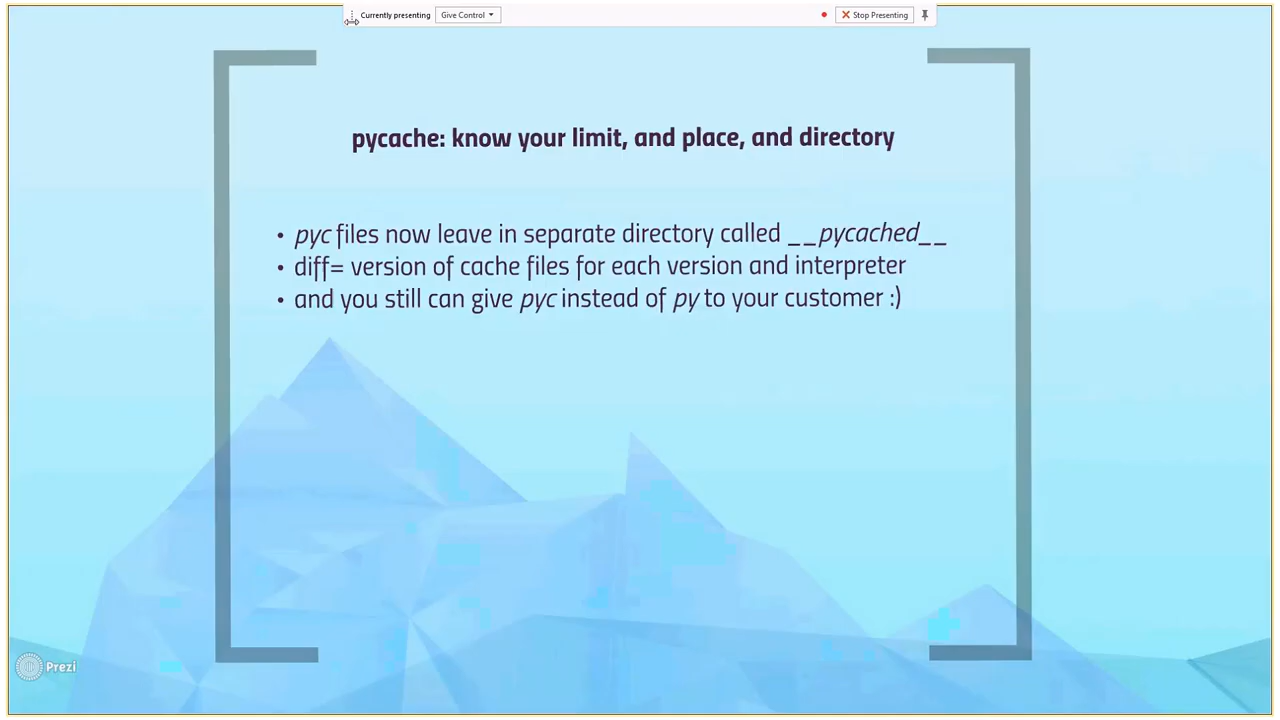 Currently presenting Give Control Stop Presenting
pycache: know your limit, and place, and directory
• pyc files now leave in separate directory called __pycached__
• diff= version of cache files for each version and interpreter
• and you still can give pyc instead of py to your customer :)
Prezi